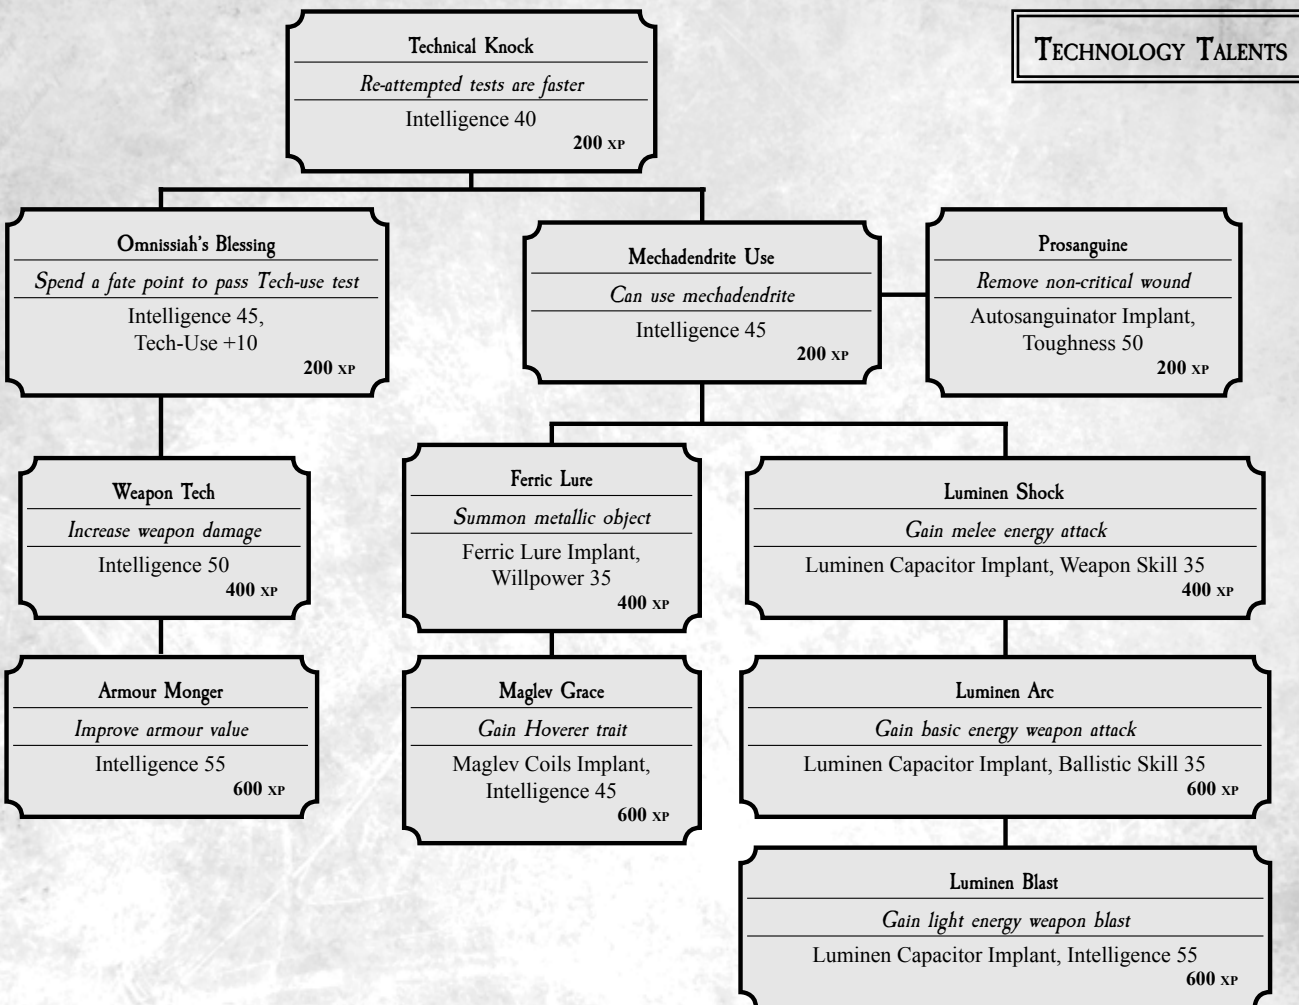 Technology Talents
Technical Knock
Re-attempted tests are faster
Intelligence 40
200 XP
Omnissiah's Blessing
Spend a fate point to pass Tech-use test
Intelligence 45,
Tech-Use +10
200 XP
Mechadendrite Use
Can use mechadendrite
Intelligence 45
200 XP
Prosanguine
Remove non-critical wound
Autosanguinator Implant,
Toughness 50
200 XP
Weapon Tech
Increase weapon damage
Intelligence 50
400 XP
Ferric Lure
Summon metallic object
Ferric Lure Implant,
Willpower 35
400 XP
Luminen Shock
Gain melee energy attack
Luminen Capacitor Implant, Weapon Skill 35
400 XP
Armour Monger
Improve armour value
Intelligence 55
600 XP
Maglev Grace
Gain Hoverer trait
Maglev Coils Implant,
Intelligence 45
600 XP
Luminen Arc
Gain basic energy weapon attack
Luminen Capacitor Implant, Ballistic Skill 35
600 XP
Luminen Blast
Gain light energy weapon blast
Luminen Capacitor Implant, Intelligence 55
600 XP